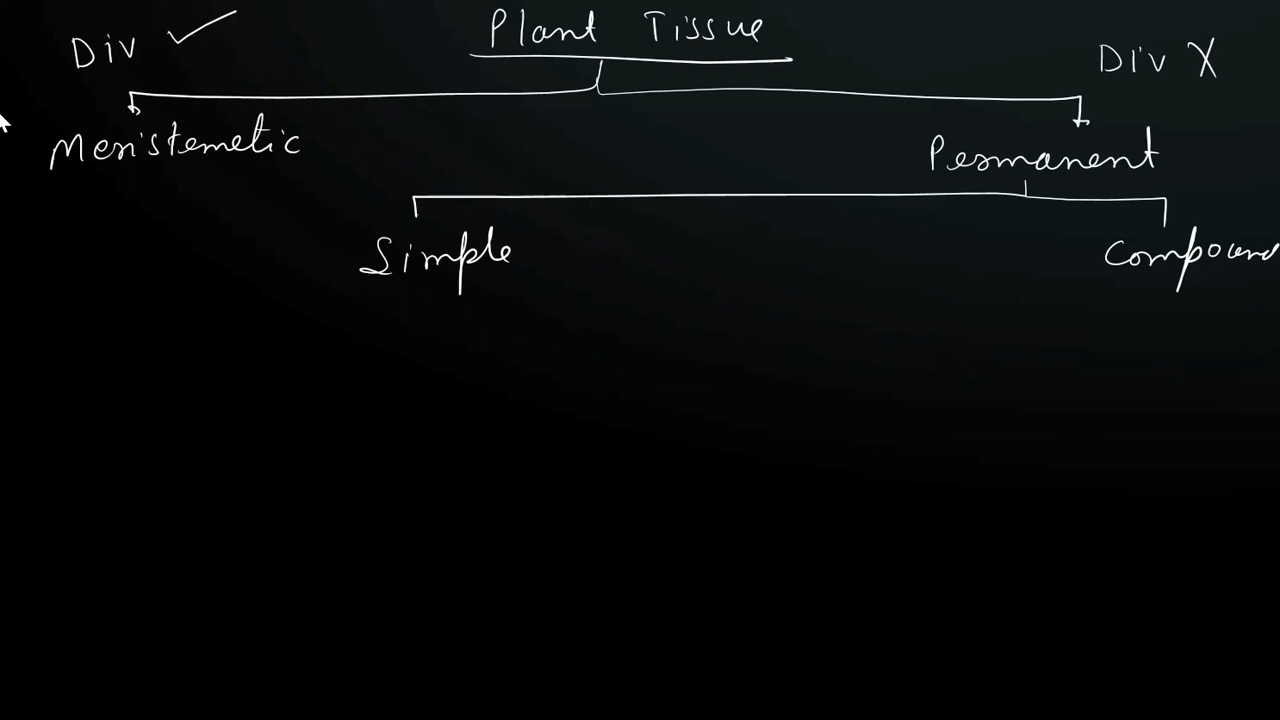 Div ✓ Plant Tissue Div X
Meristemetic Permanent
Simple Compound